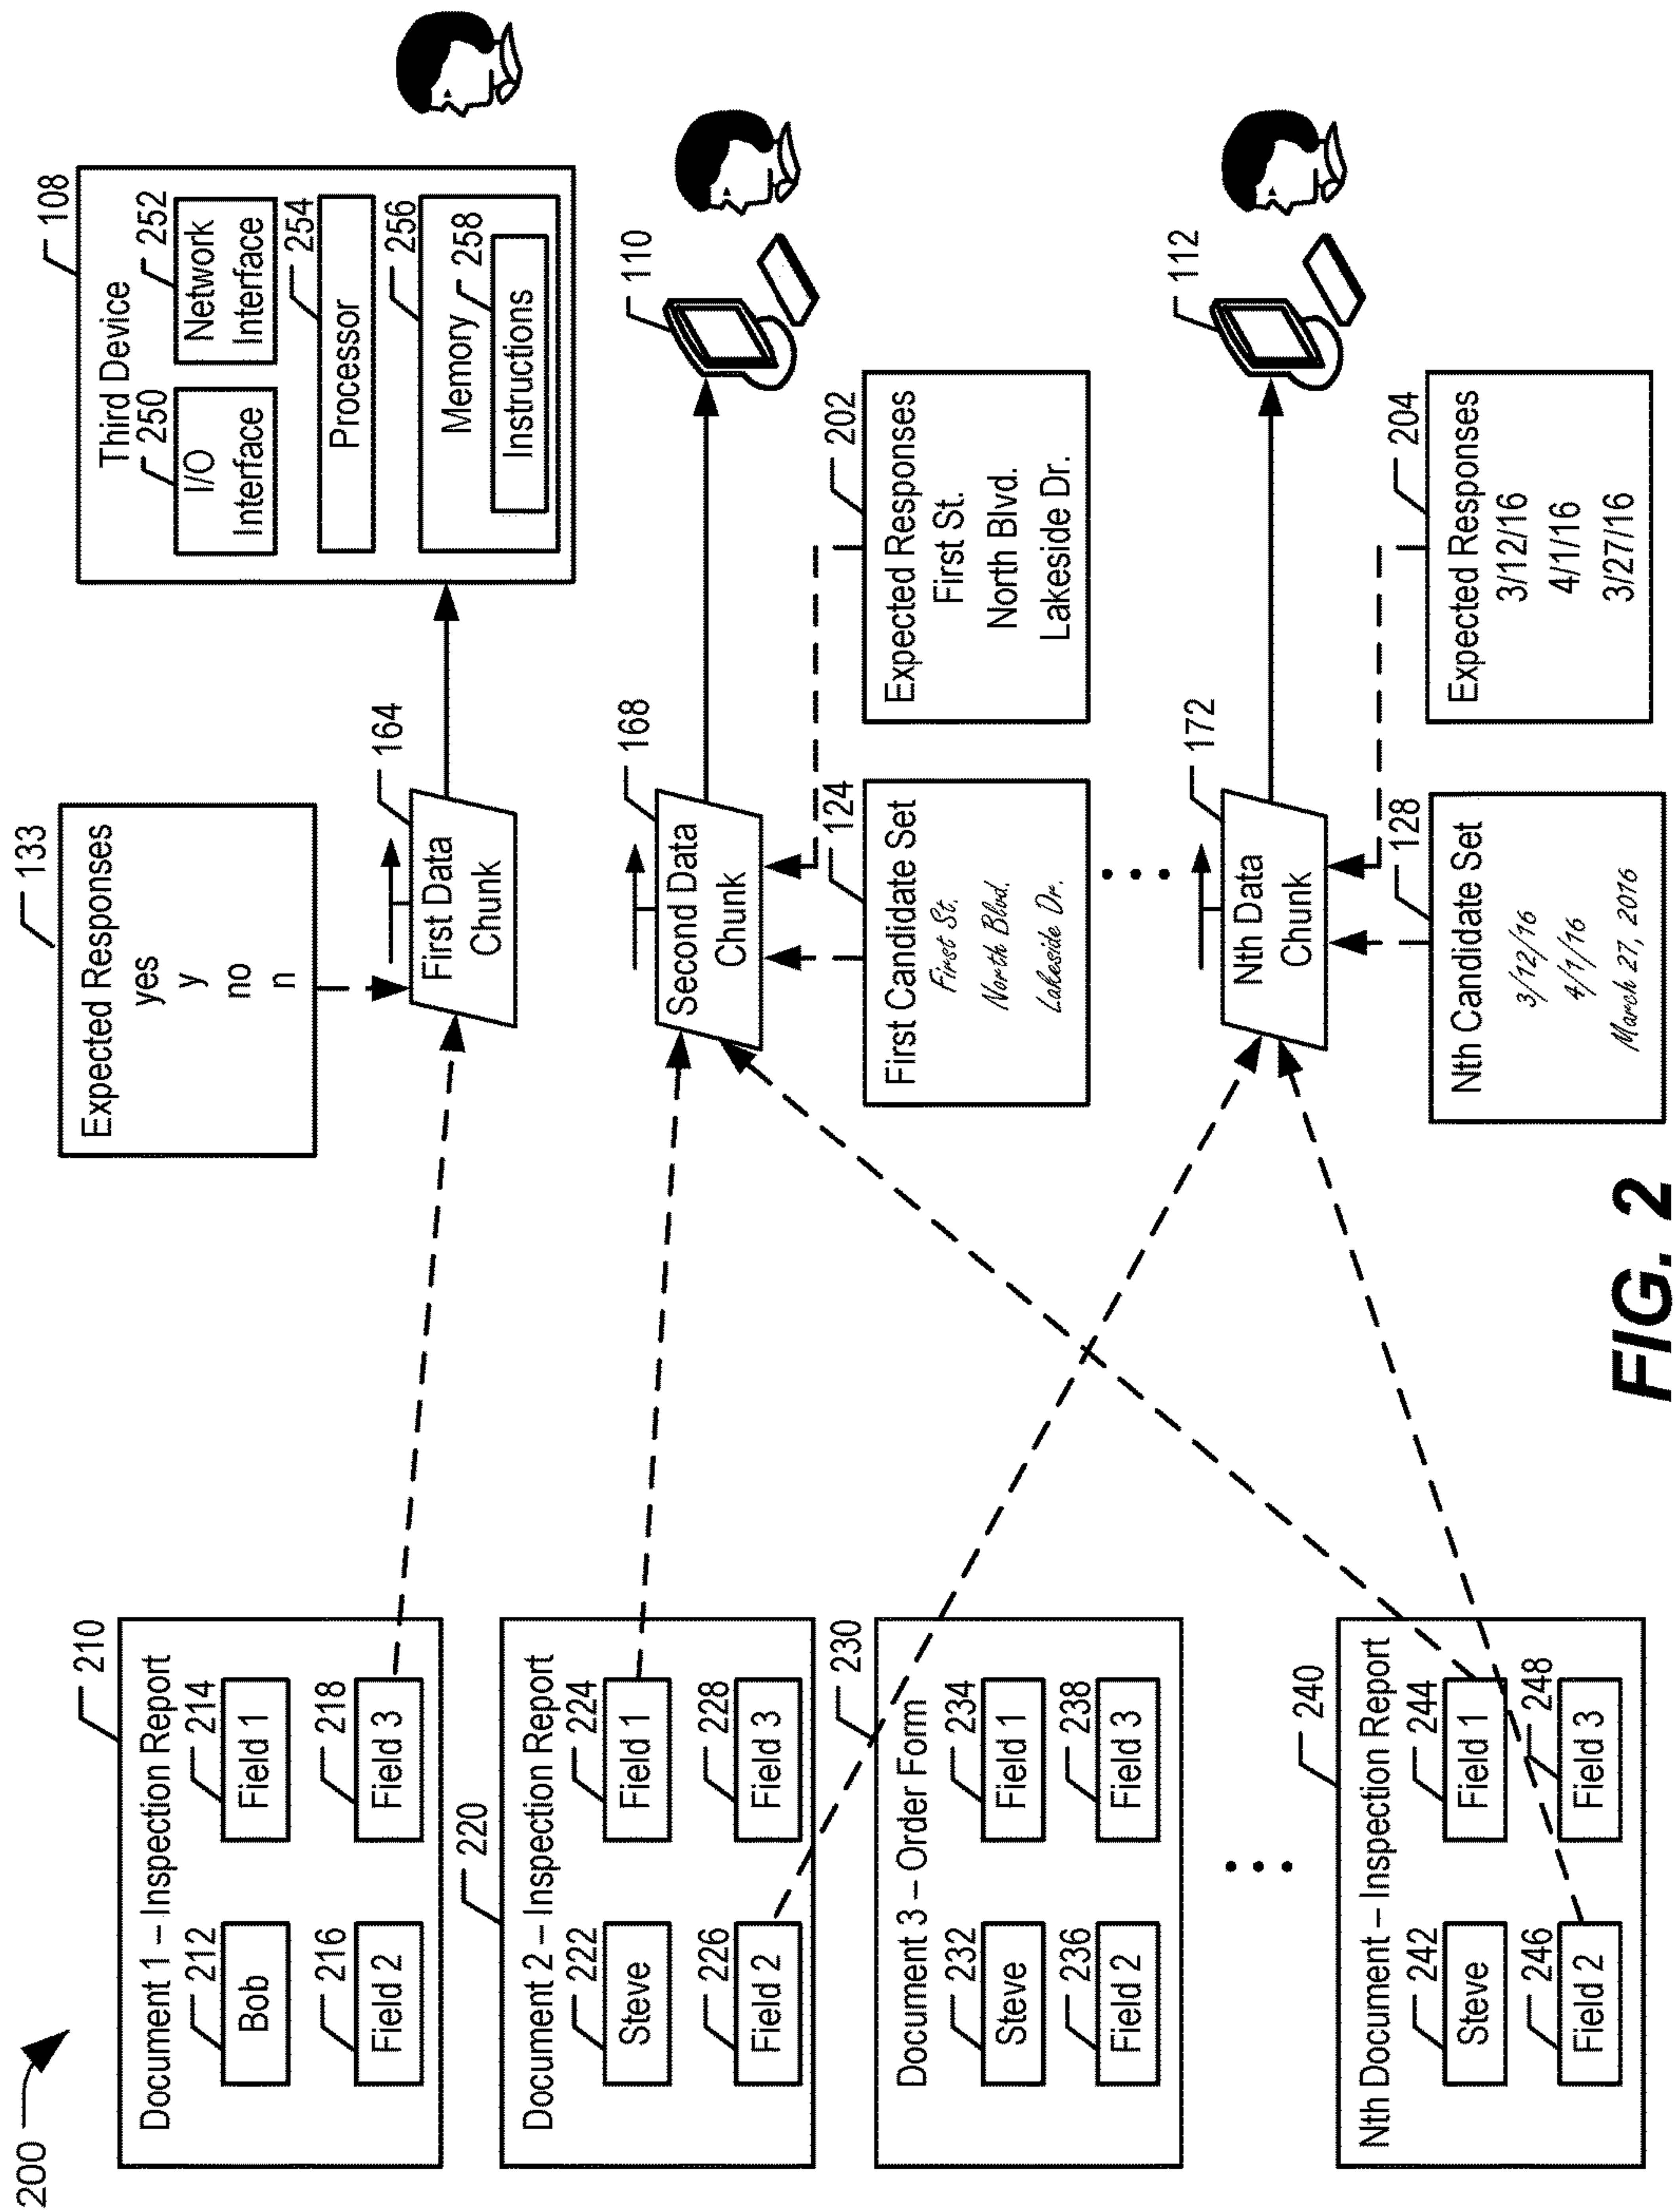 200
210
Document 1 – Inspection Report
212
Bob
214
Field 1
216
Field 2
218
Field 3
220
Document 2 – Inspection Report
222
Steve
224
Field 1
226
Field 2
228
Field 3
230
Document 3 – Order Form
232
Steve
234
Field 1
236
Field 2
238
Field 3
240
Nth Document – Inspection Report
242
Steve
244
Field 1
246
Field 2
248
Field 3
133
Expected Responses
yes
y
no
n
164
First Data
Chunk
168
Second Data
Chunk
124
First Candidate Set
First St.
North Blvd.
Lakeside Dr.
202
Expected Responses
First St.
North Blvd.
Lakeside Dr.
172
Nth Data
Chunk
128
Nth Candidate Set
3/12/16
4/1/16
March 27, 2016
204
Expected Responses
3/12/16
4/1/16
3/27/16
108
Third Device
250
I/O
Interface
252
Network
Interface
254
Processor
256
Memory
258
Instructions
110
112
FIG. 2